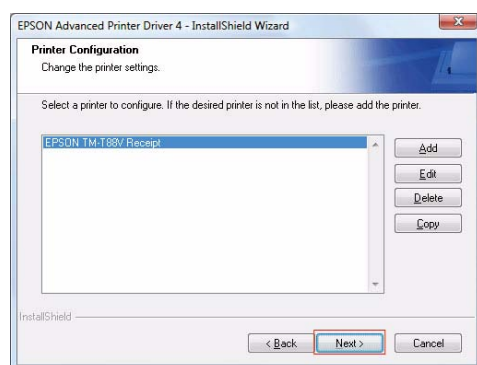 EPSON Advanced Printer Driver 4 - InstallShield Wizard
Printer Configuration
Change the printer settings.
Select a printer to configure. If the desired printer is not in the list, please add the printer.
EPSON TM-T88V Receipt
Add
Edit
Delete
Copy
InstallShield
< Back
Next >
Cancel